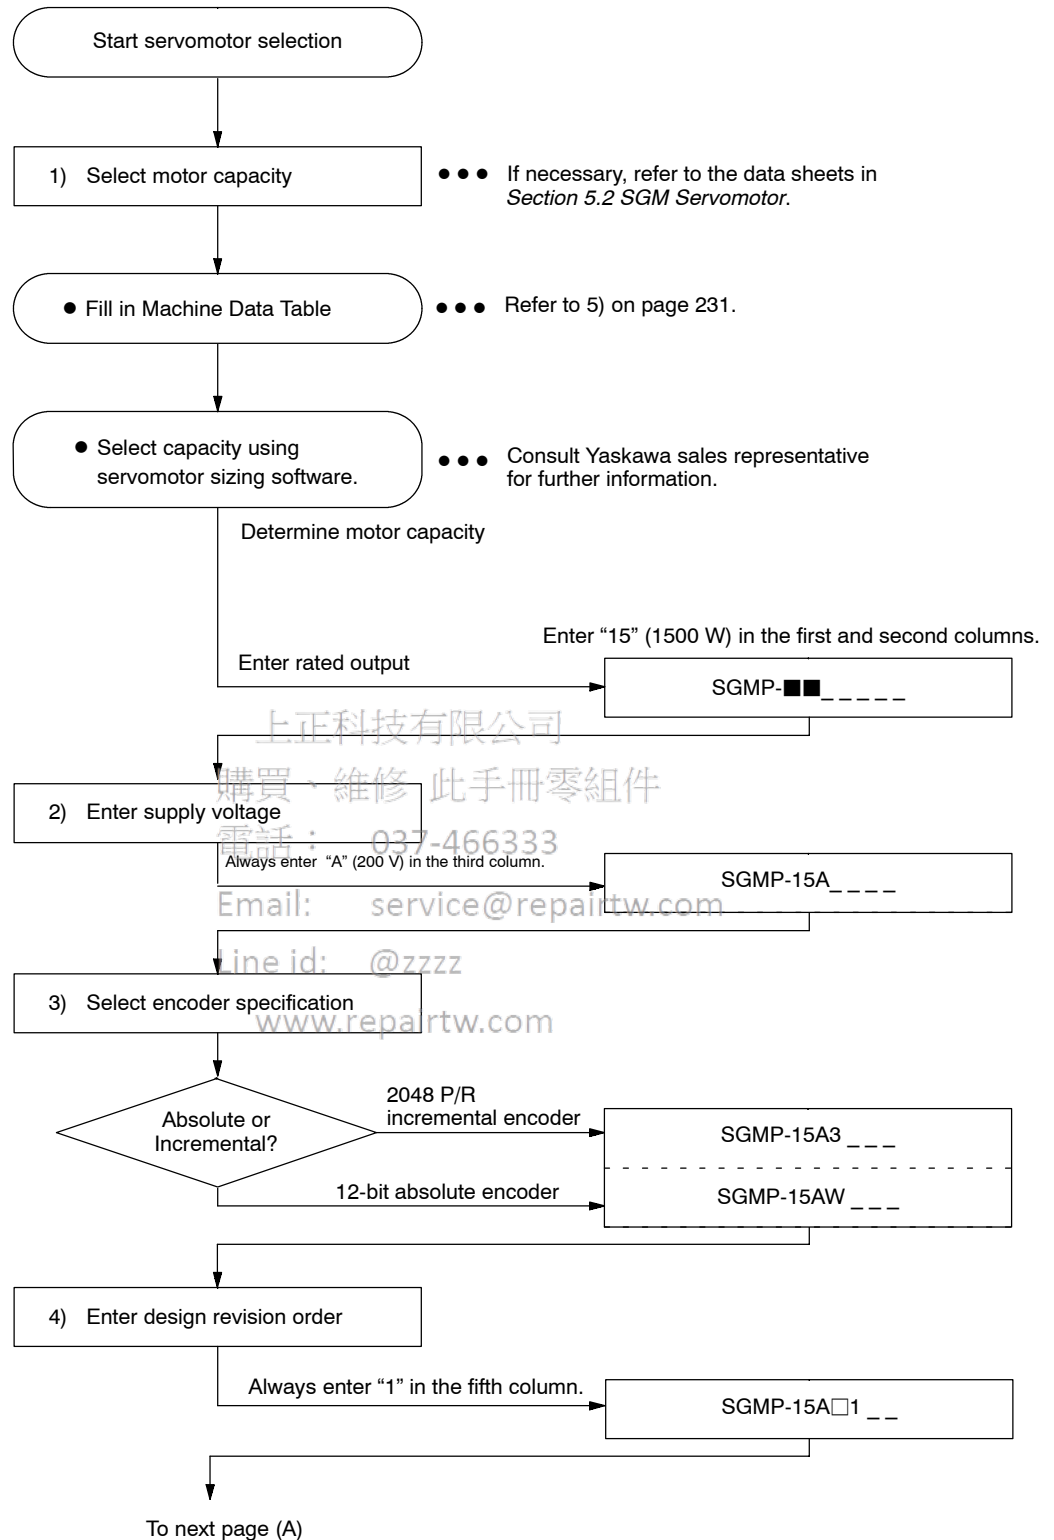 Start servomotor selection
1) Select motor capacity
● ● ● If necessary, refer to the data sheets in
Section 5.2 SGM Servomotor.
● Fill in Machine Data Table
● ● ● Refer to 5) on page 231.
● Select capacity using
servomotor sizing software.
● ● ● Consult Yaskawa sales representative
for further information.
Determine motor capacity
Enter “15” (1500 W) in the first and second columns.
Enter rated output
SGMP-■■_ _ _ _ _
上正科技有限公司
購買、維修 此手冊零組件
2) Enter supply voltage
電話： 037-466333
Always enter “A” (200 V) in the third column.
SGMP-15A_ _ _ _
Email: service@repairtw.com
Line id: @zzzz
3) Select encoder specification
www.repairtw.com
Absolute or
Incremental?
2048 P/R
incremental encoder
SGMP-15A3 _ _ _
12-bit absolute encoder
SGMP-15AW _ _ _
4) Enter design revision order
Always enter “1” in the fifth column.
SGMP-15A□1 _ _
To next page (A)